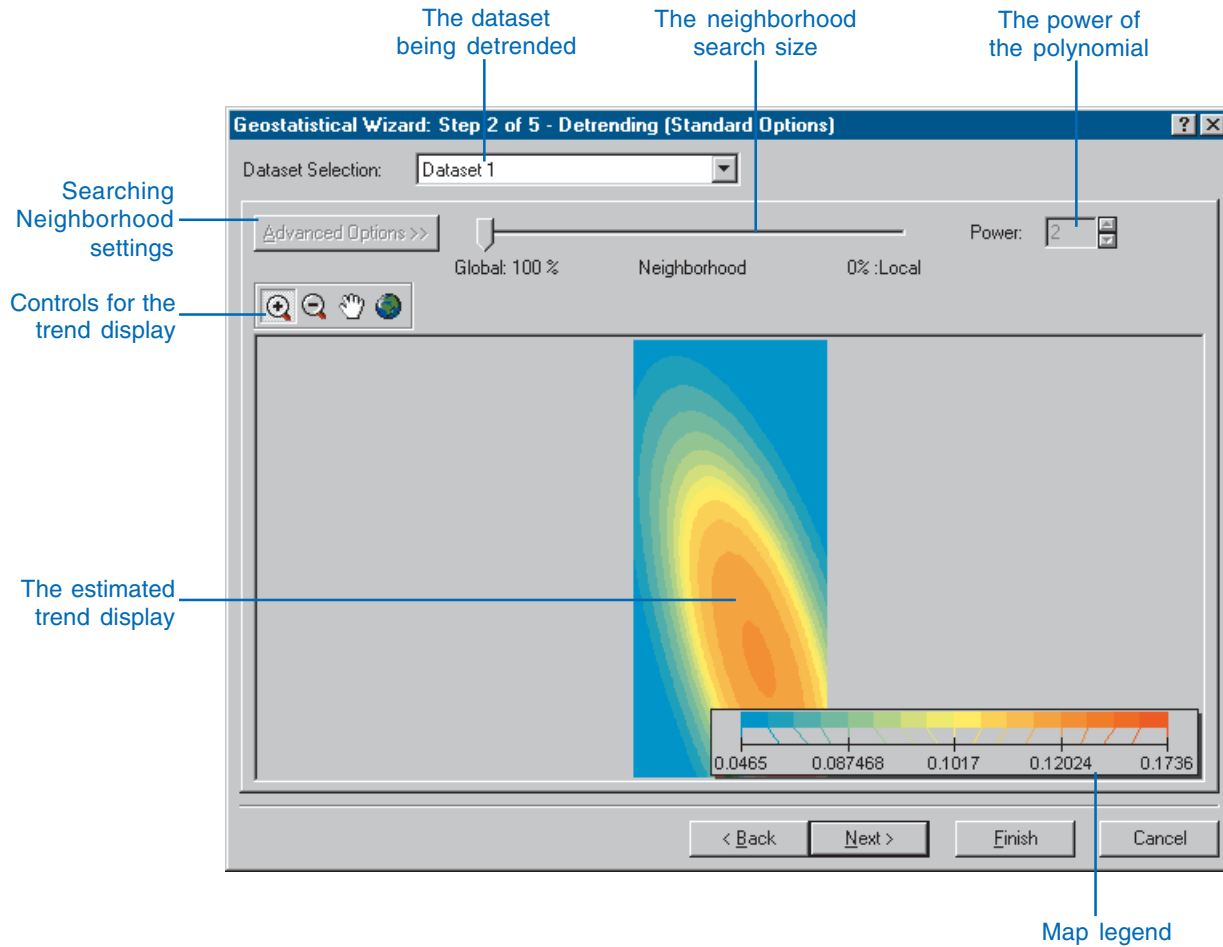 The dataset
being detrended
The neighborhood
search size
The power of
the polynomial
Geostatistical Wizard: Step 2 of 5 - Detrending (Standard Options)
Dataset Selection: Dataset 1
Searching
Neighborhood
settings
Advanced Options >>
Power: 2
Global: 100 % Neighborhood 0% :Local
Controls for the
trend display
The estimated
trend display
0.0465 0.087468 0.1017 0.12024 0.1736
< Back Next > Finish Cancel
Map legend